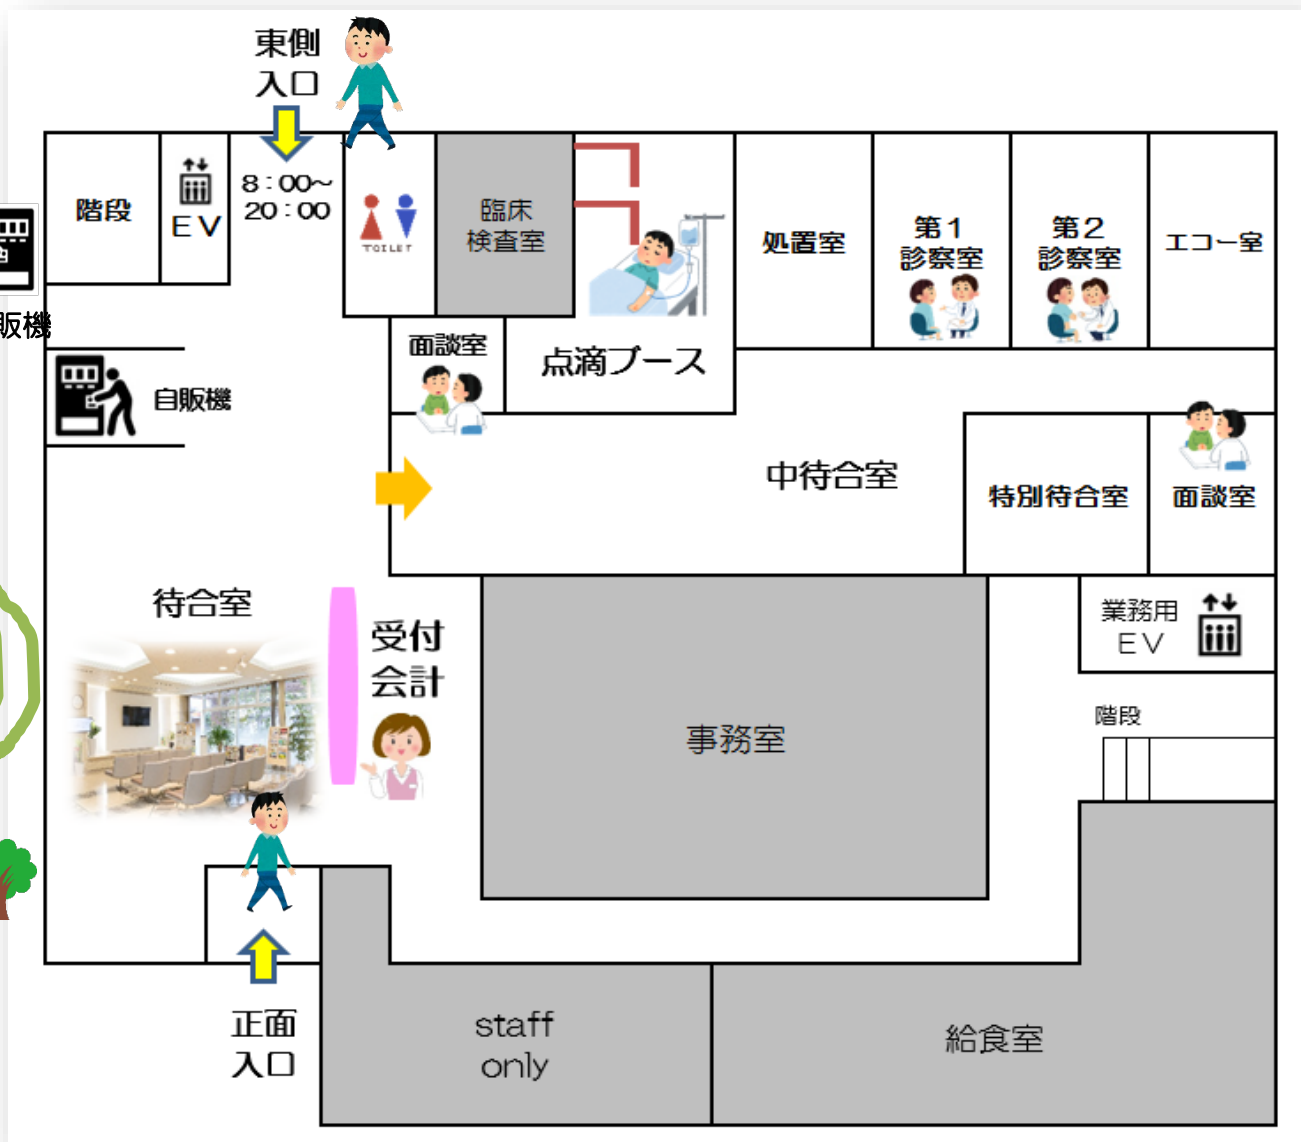 東側
入口
階段
EV
8：00～
20：00
TOILET
臨床
検査室
処置室
第1
診察室
第2
診察室
エコー室
販機
面談室
点滴ブース
自販機
中待合室
特別待合室
面談室
待合室
受付
会計
業務用
EV
階段
事務室
正面
入口
staff
only
給食室